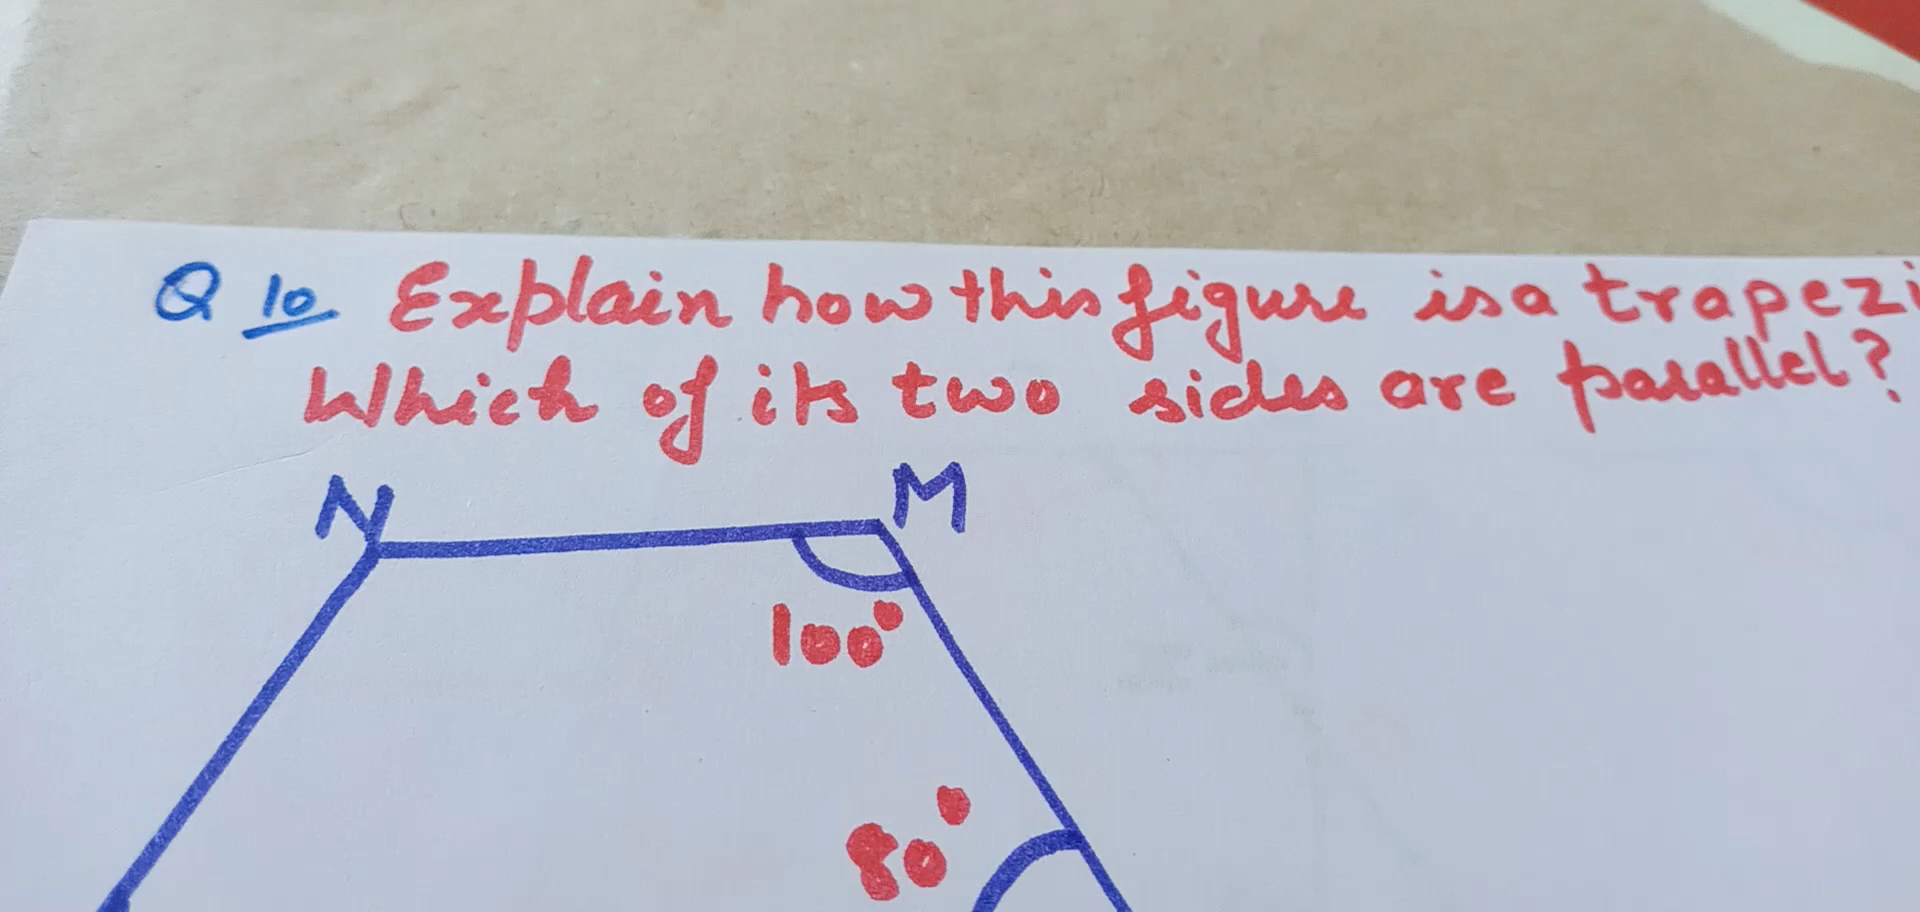 Q 10 Explain how this figure is a trapezi
Which of its two sides are parallel?
N M
100°
80°